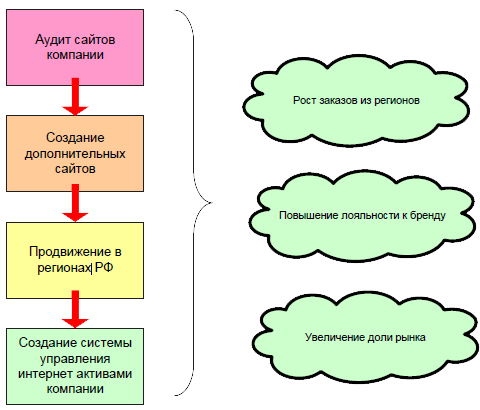 Аудит сайтов
компании
Создание
дополнительных
сайтов
Продвижение в
регионах РФ
Создание системы
управления
интернет активами
компании
Рост заказов из регионов
Повышение лояльности к бренду
Увеличение доли рынка